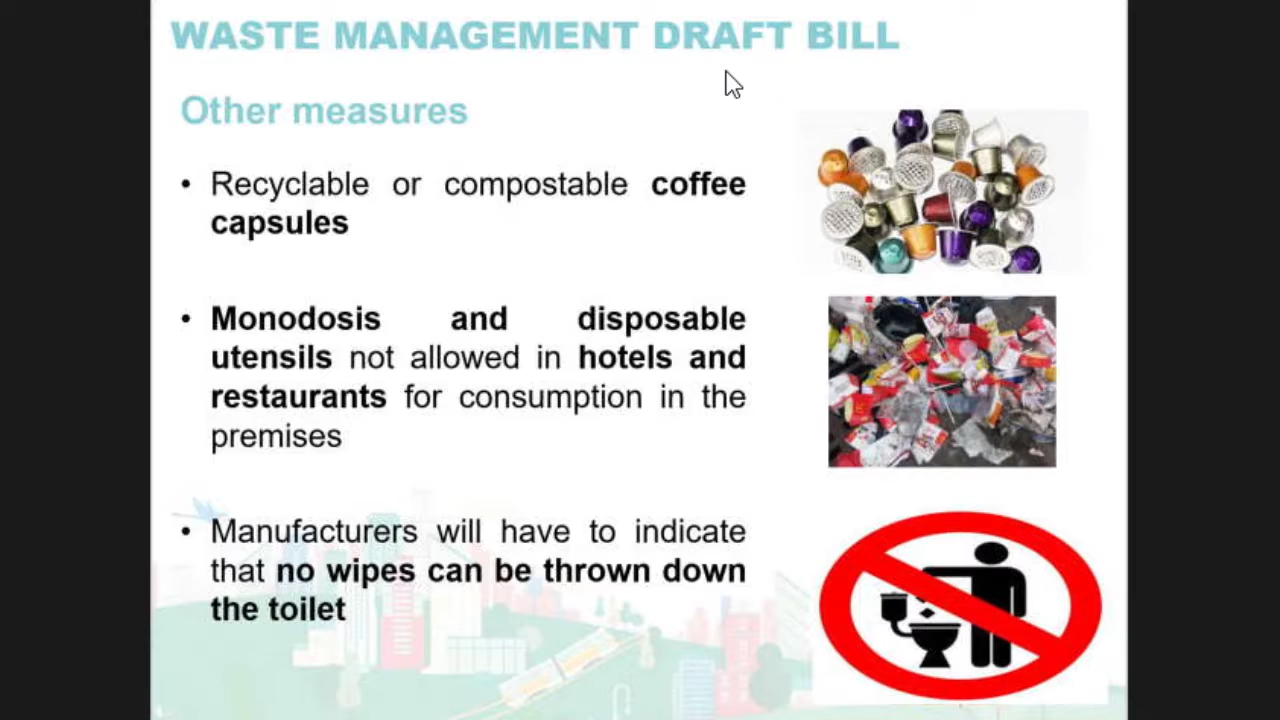 WASTE MANAGEMENT DRAFT BILL
Other measures
• Recyclable or compostable coffee
capsules
• Monodosis and disposable
utensils not allowed in hotels and
restaurants for consumption in the
premises
• Manufacturers will have to indicate
that no wipes can be thrown down
the toilet